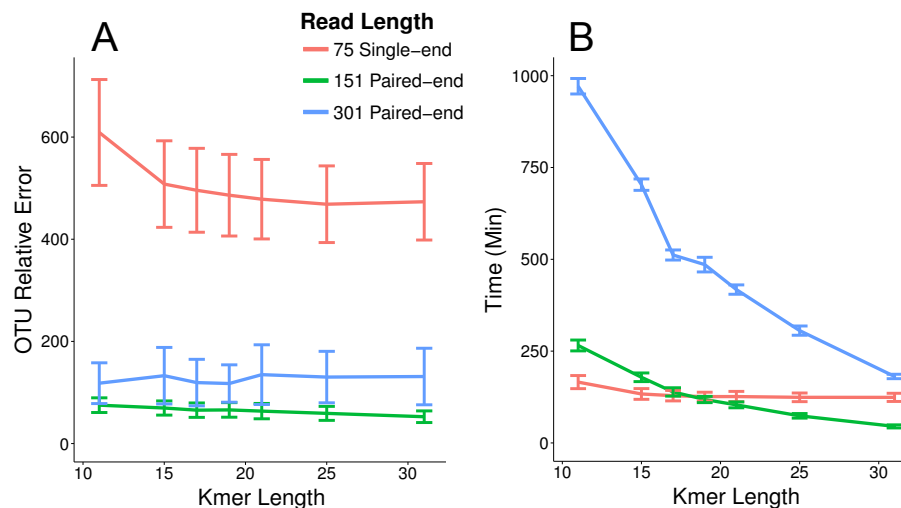 A
Read Length
75 Single-end
151 Paired-end
301 Paired-end
OTU Relative Error
600
400
200
0
10 15 20 25 30
Kmer Length
B
Time (Min)
1000
750
500
250
0
10 15 20 25 30
Kmer Length